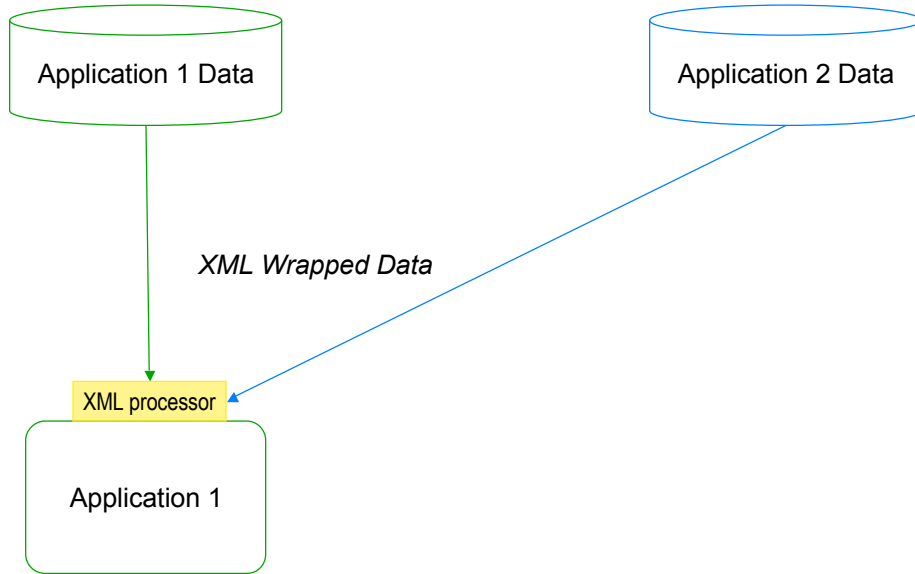 Application 1 Data
Application 2 Data
XML Wrapped Data
XML processor
Application 1